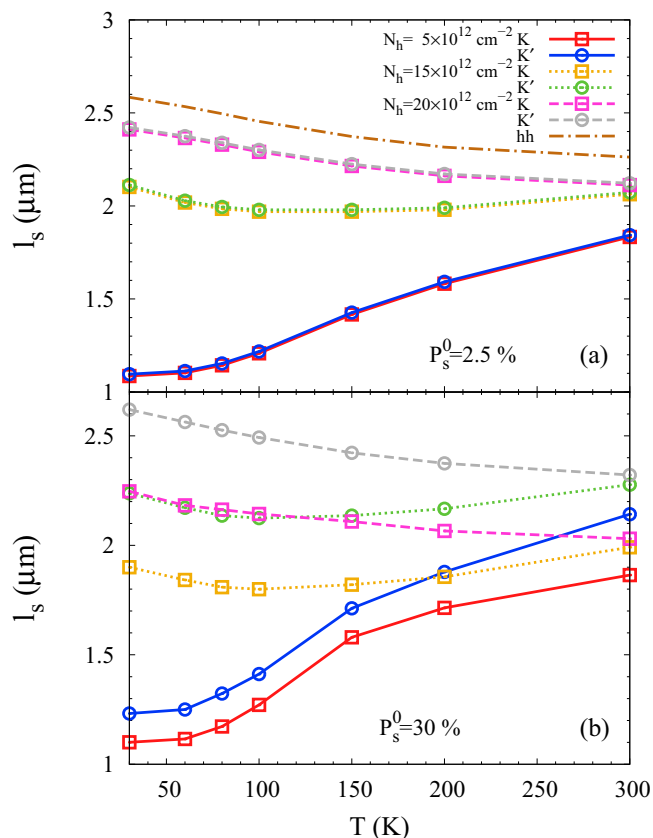 N_h= 5×10^12 cm^-2 K
K′
N_h=15×10^12 cm^-2 K
K′
N_h=20×10^12 cm^-2 K
K′
hh
3
2.5
2
1.5
1
l_s (μm)
P_s^0=2.5 %
(a)
2.5
2
1.5
1
l_s (μm)
P_s^0=30 %
(b)
50 100 150 200 250 300
T (K)